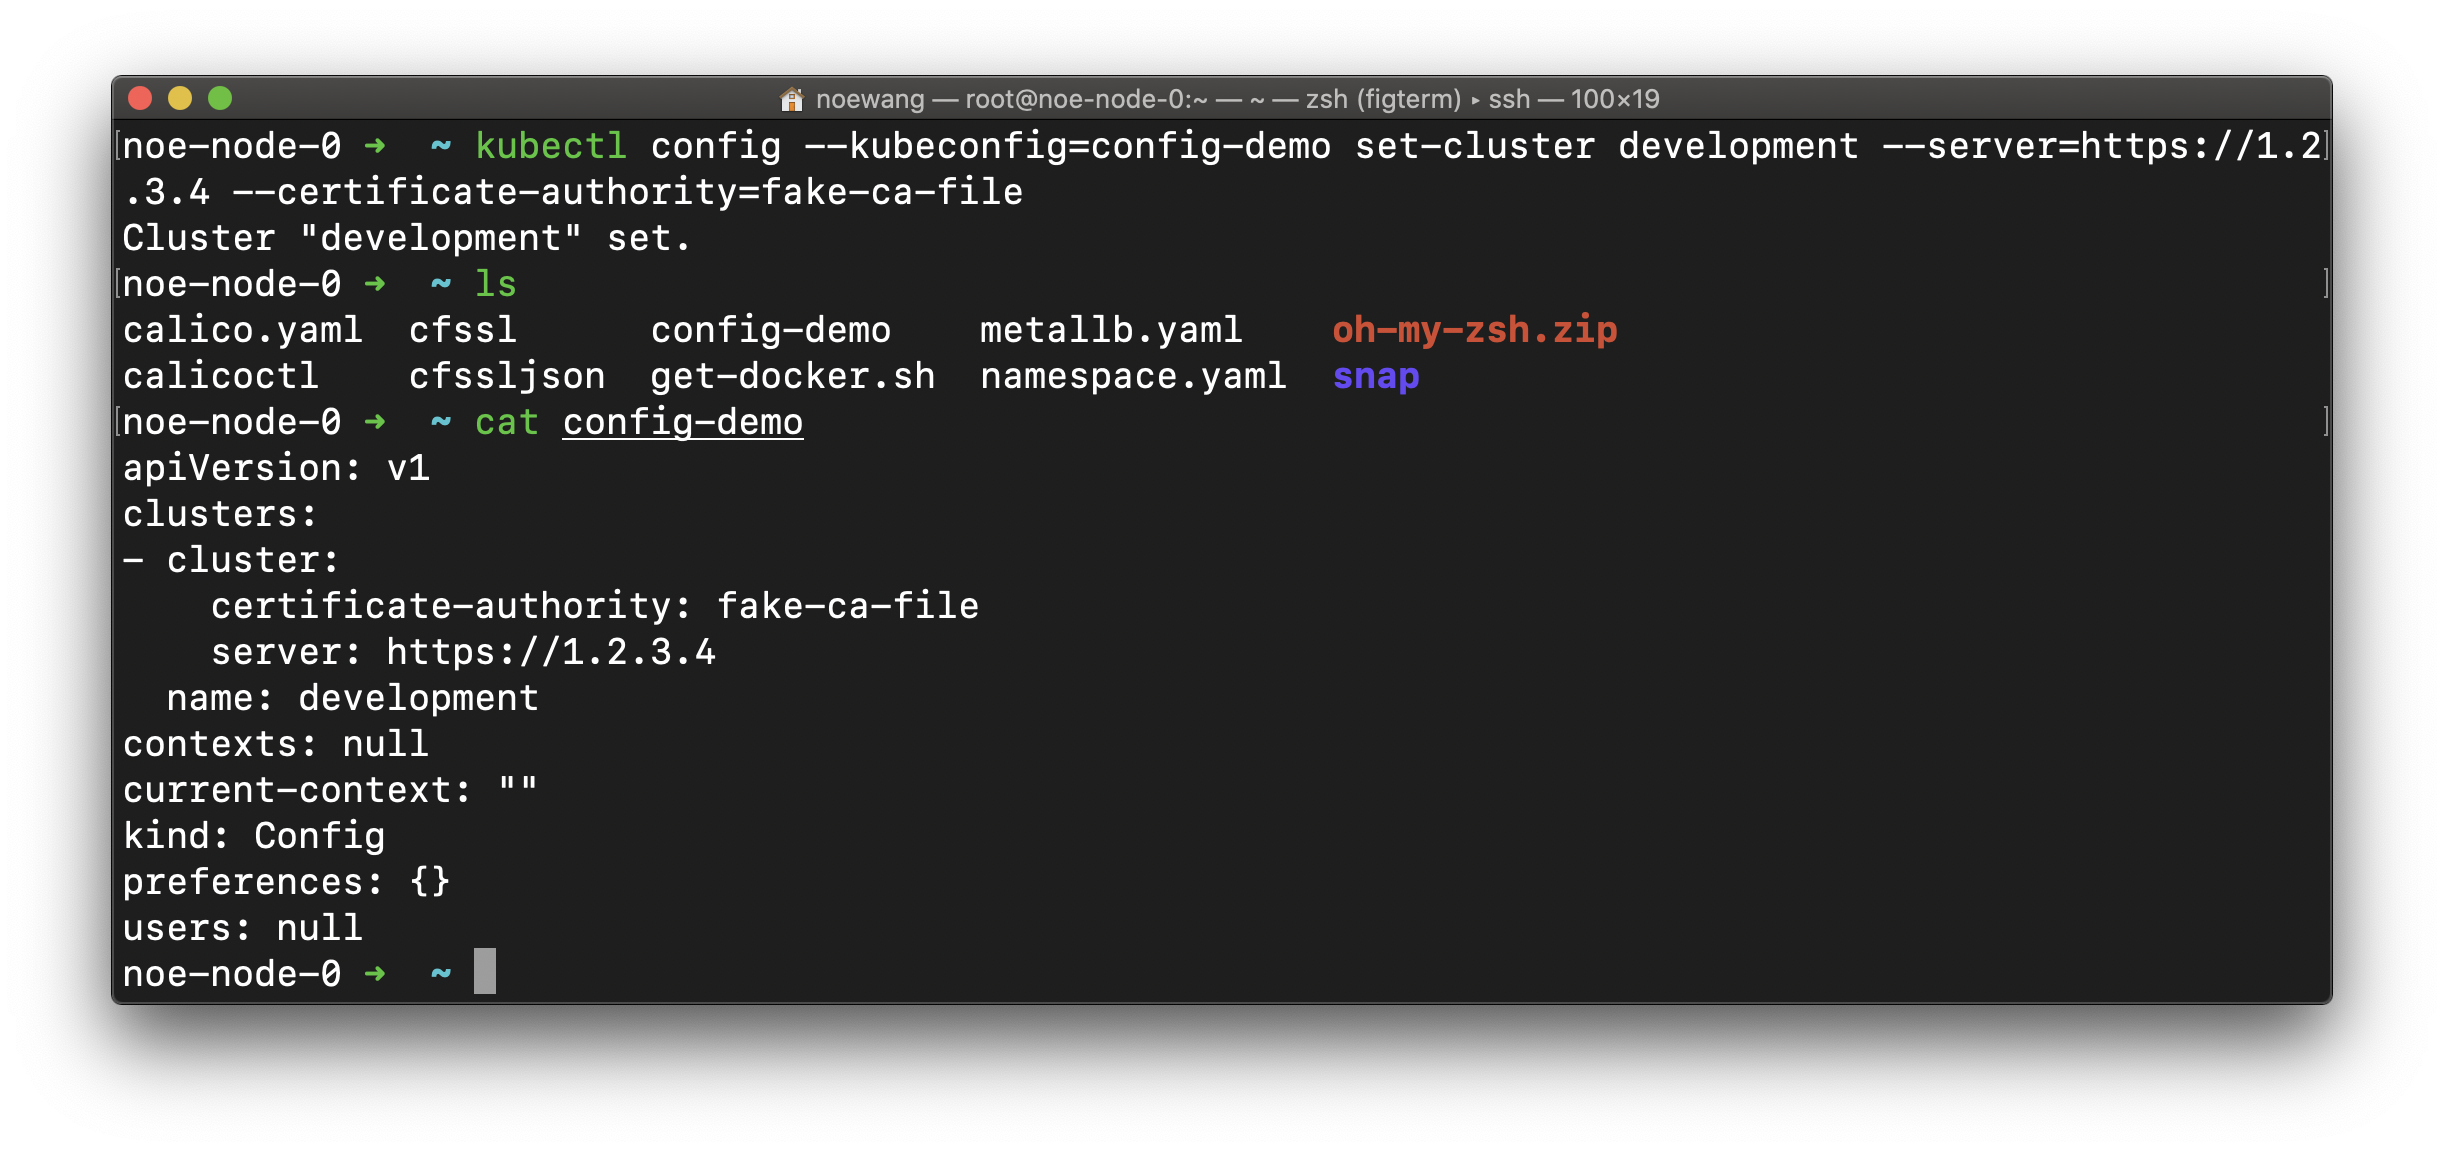 noewang — root@noe-node-0:~ — ~ — zsh (figterm) ▸ ssh — 100×19
noe-node-0 ➜  ~ kubectl config --kubeconfig=config-demo set-cluster development --server=https://1.2
.3.4 --certificate-authority=fake-ca-file
Cluster "development" set.
noe-node-0 ➜  ~ ls
calico.yaml  cfssl      config-demo    metallb.yaml    oh-my-zsh.zip
calicoctl    cfssljson  get-docker.sh  namespace.yaml  snap
noe-node-0 ➜  ~ cat config-demo
apiVersion: v1
clusters:
- cluster:
    certificate-authority: fake-ca-file
    server: https://1.2.3.4
  name: development
contexts: null
current-context: ""
kind: Config
preferences: {}
users: null
noe-node-0 ➜  ~